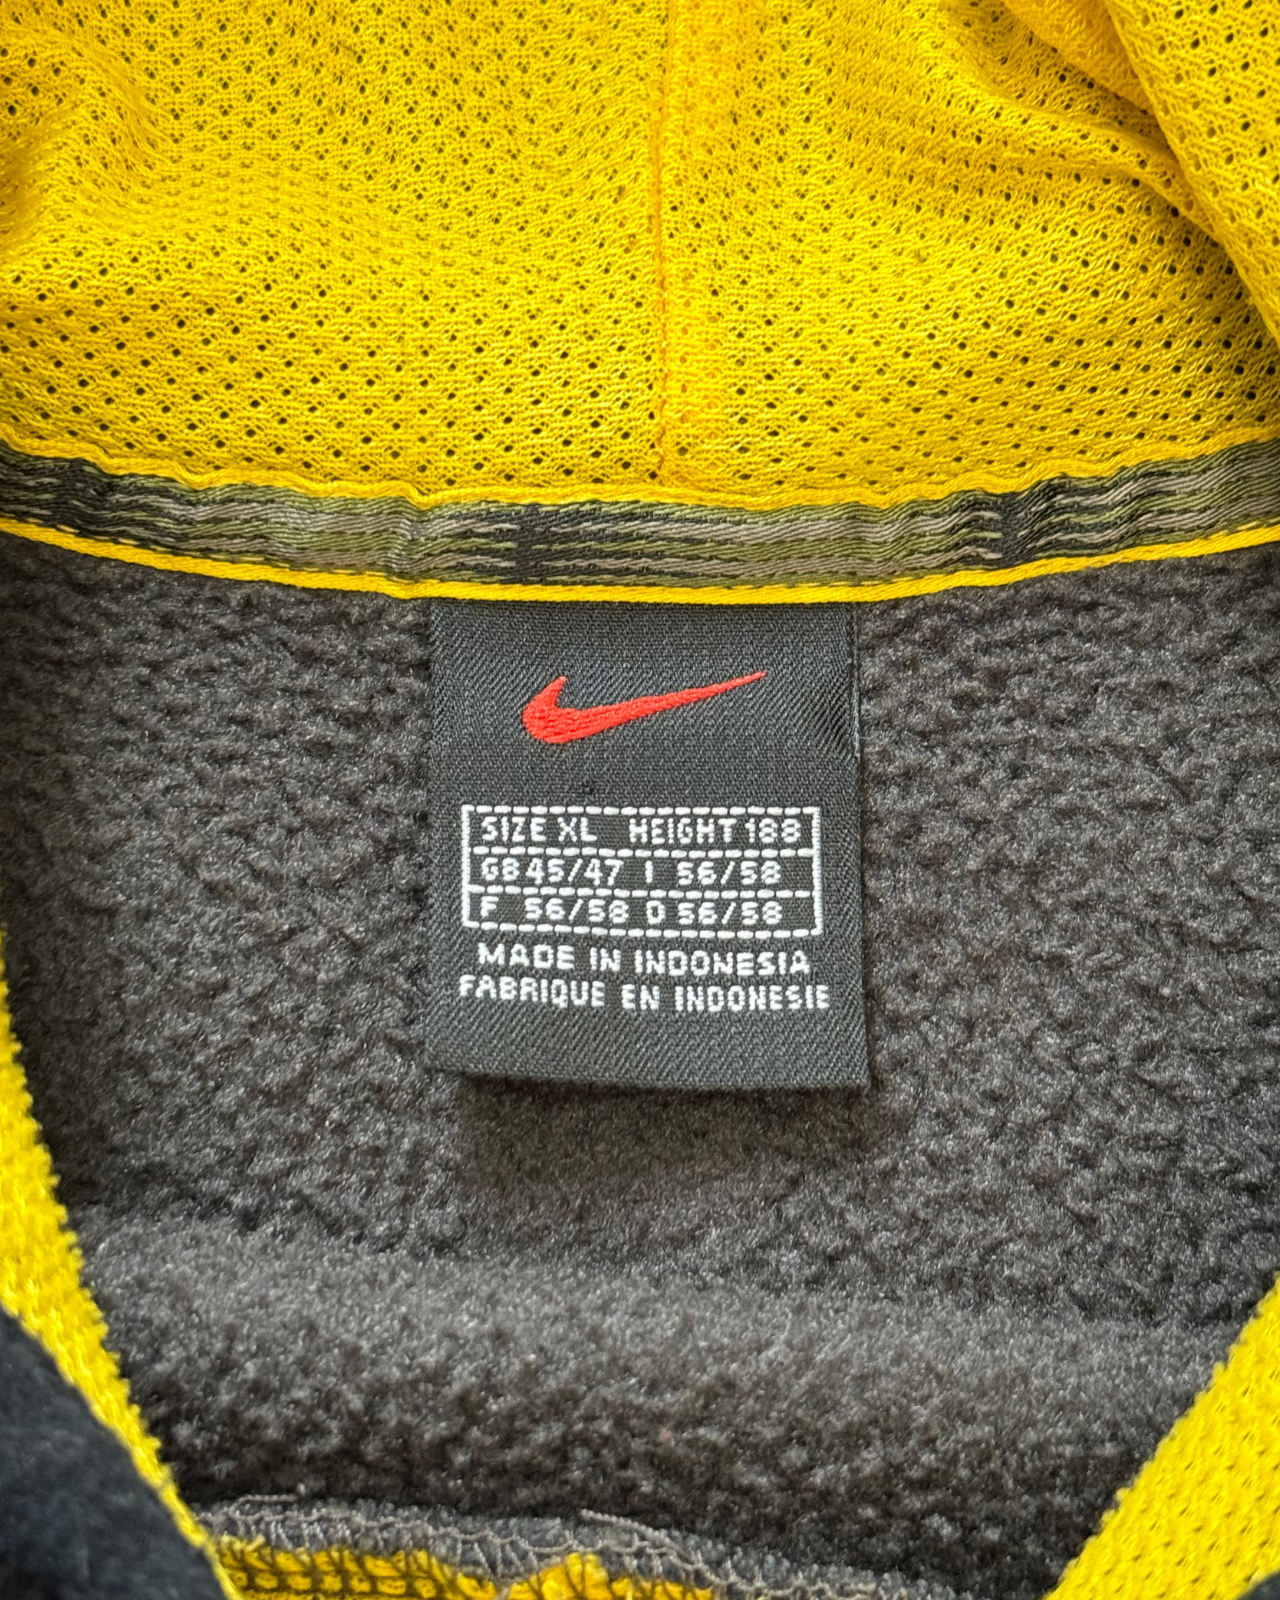 SIZE XL HEIGHT 188
GB 45/47 I 56/58
F 56/58 D 56/58
MADE IN INDONESIA
FABRIQUE EN INDONESIE